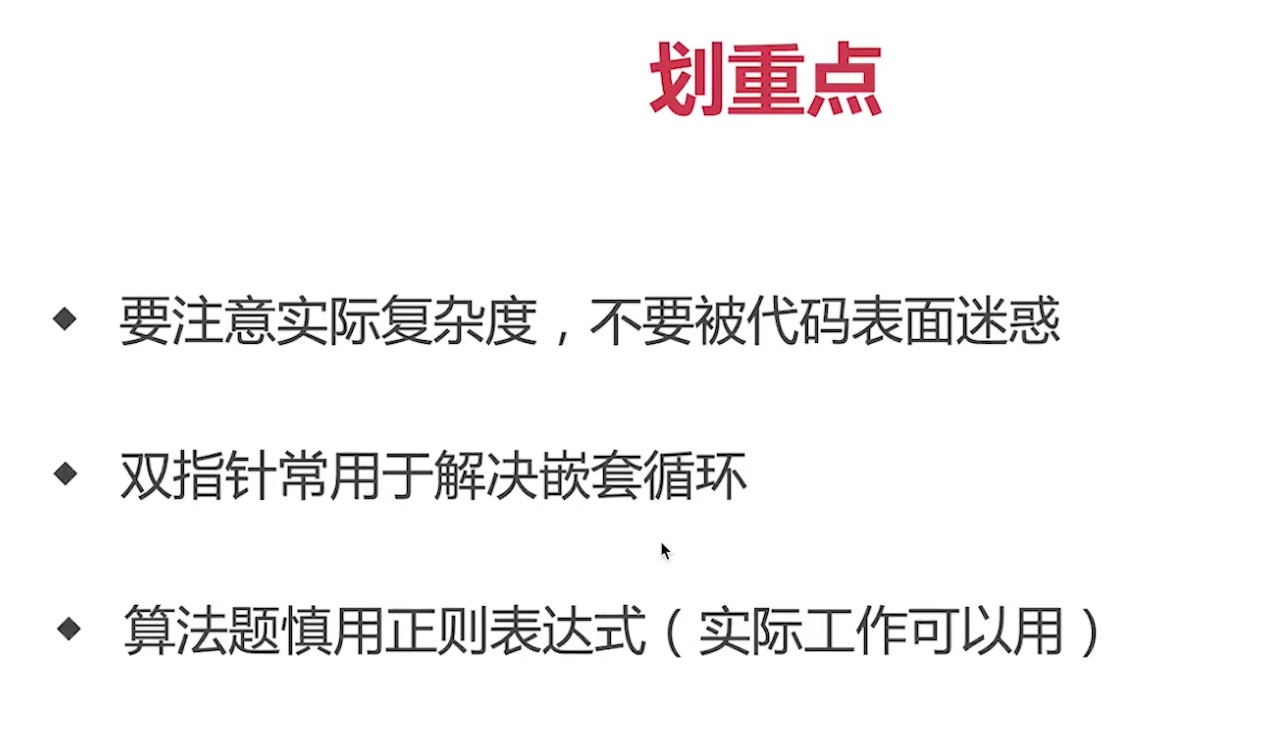 划重点
◆ 要注意实际复杂度，不要被代码表面迷惑
◆ 双指针常用于解决嵌套循环
◆ 算法题慎用正则表达式（实际工作可以用）